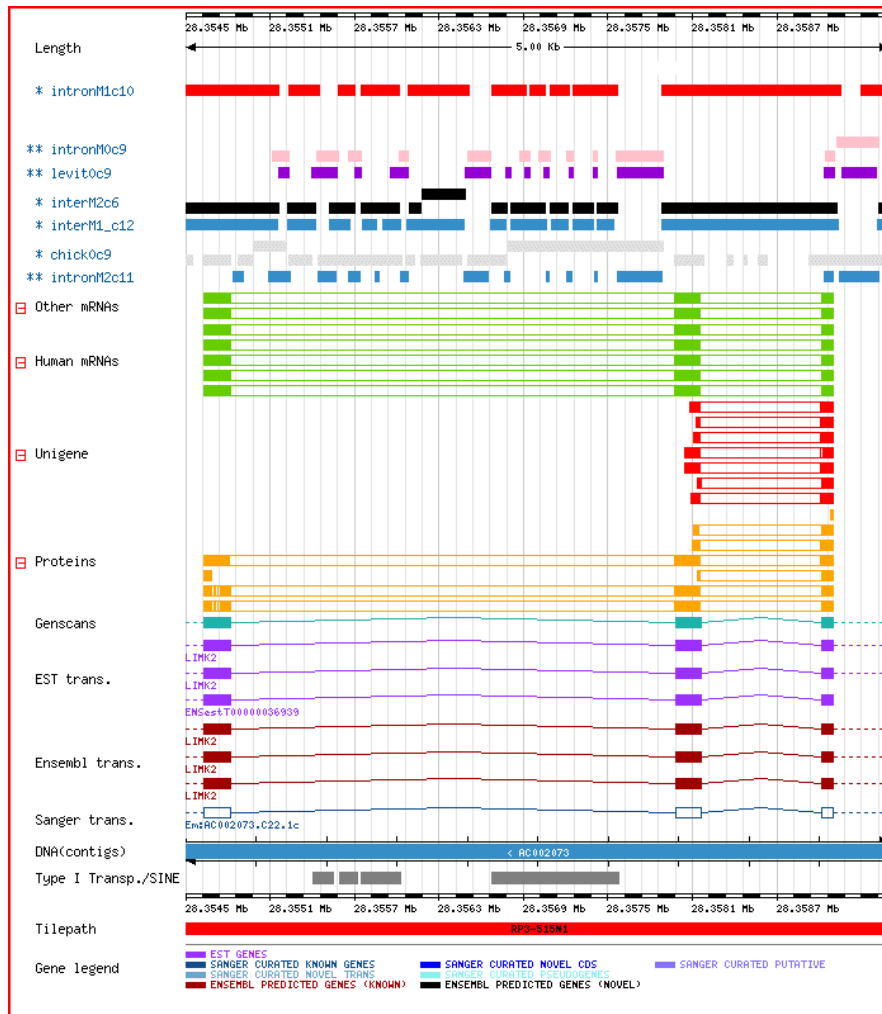 28.3545 Mb 28.3551 Mb 28.3557 Mb 28.3563 Mb 28.3569 Mb 28.3575 Mb 28.3581 Mb 28.3587 Mb
Length 5.00 Kb
* intronM1c10
** intronM0c9
** levit0c9
* interM2c6
* interM1_c12
* chick0c9
** intronM2c11
Other mRNAs
Human mRNAs
Unigene
Proteins
Genscans
LIMK2
EST trans.
LIMK2
ENSestT00000036939
LIMK2
Ensembl trans.
LIMK2
LIMK2
Sanger trans.
Em:AC002073.C22.1c
DNA(contigs) < AC002073
Type I Transp./SINE
28.3545 Mb 28.3551 Mb 28.3557 Mb 28.3563 Mb 28.3569 Mb 28.3575 Mb 28.3581 Mb 28.3587 Mb
Tilepath RP3-515N1
Gene legend
EST GENES
SANGER CURATED KNOWN GENES SANGER CURATED NOVEL CDS SANGER CURATED PUTATIVE
SANGER CURATED NOVEL TRANS SANGER CURATED PSEUDOGENES
ENSEMBL PREDICTED GENES (KNOWN) ENSEMBL PREDICTED GENES (NOVEL)